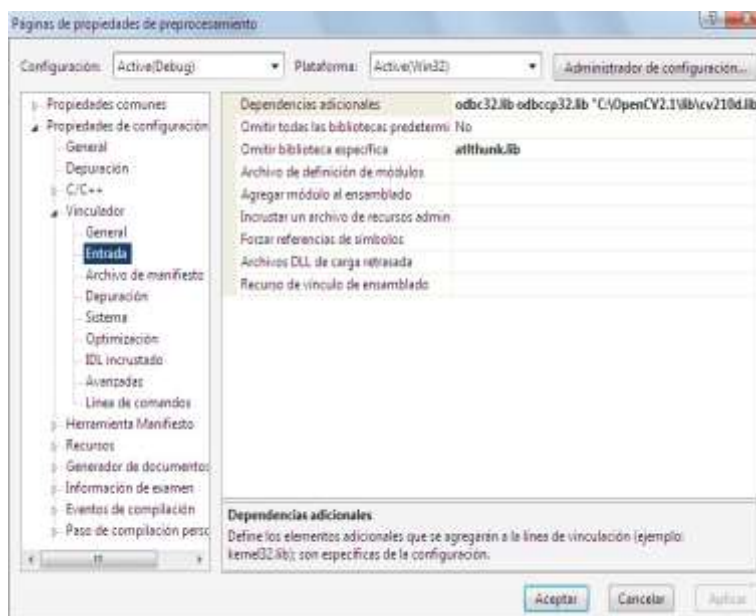 Páginas de propiedades de preprocesamiento
Configuración: Active(Debug) Plataforma: Active(Win32) Administrador de configuración...
Propiedades comunes
Propiedades de configuración
General
Depuración
C/C++
Vinculador
General
Entrada
Archivo de manifiesto
Depuración
Sistema
Optimización
IDL incrustado
Avanzadas
Línea de comandos
Herramienta Manifiesto
Recursos
Generador de documentos
Información de examen
Eventos de compilación
Paso de compilación perso
Dependencias adicionales odbc32.lib odbccp32.lib "C:\OpenCV2.1\lib\cv210d.lib
Omitir todas las bibliotecas predetermi No
Omitir biblioteca específica atlthunk.lib
Archivo de definición de módulos
Agregar módulo al ensamblado
Incrustar un archivo de recursos admin
Forzar referencias de símbolos
Archivos DLL de carga retrasada
Recurso de vínculo de ensamblado
Dependencias adicionales
Define los elementos adicionales que se agregarán a la línea de vinculación (ejemplo:
kernel32.lib); son específicas de la configuración.
Aceptar Cancelar Aplicar